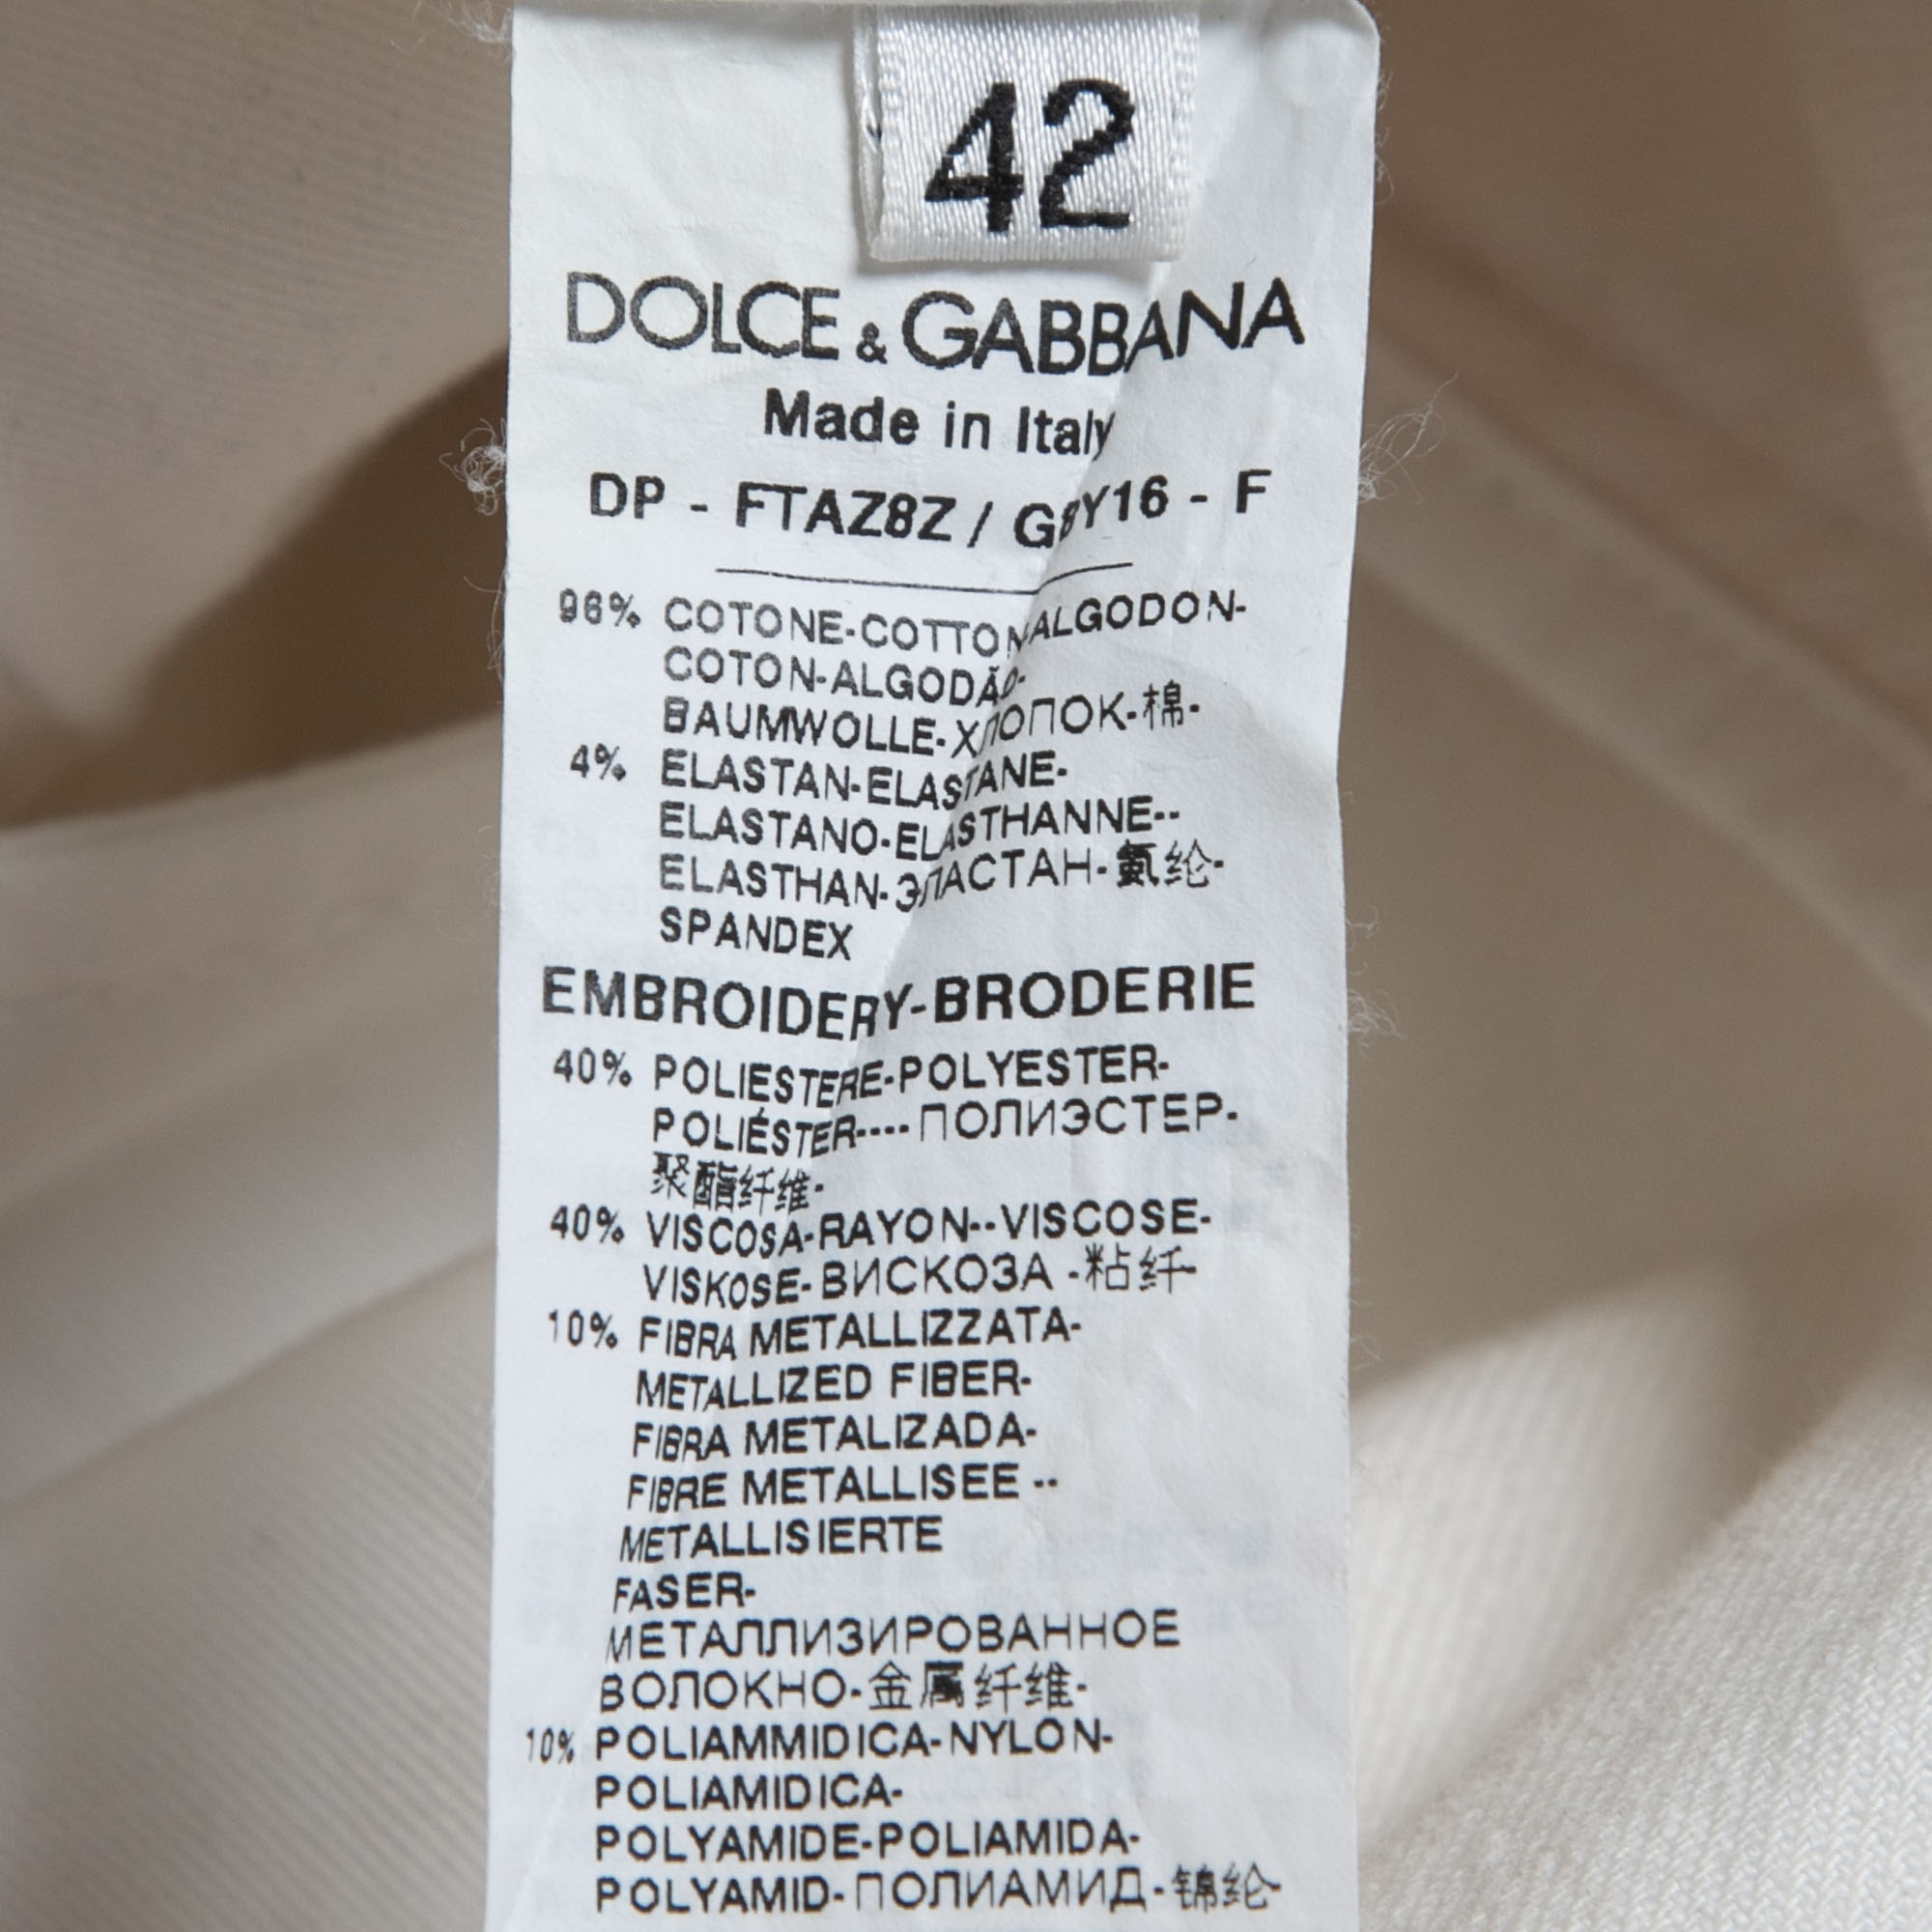 42
DOLCE & GABBANA
Made in Italy
DP - FTAZ8Z / G8Y16 - F
96% COTONE-COTTON-ALGODON-
COTON-ALGODÃO-
BAUMWOLLE-ХЛОПОК-棉-
4% ELASTAN-ELASTANE-
ELASTANO-ELASTHANNE--
ELASTHAN-ЭЛАСТАН-氨纶-
SPANDEX
EMBROIDERY-BRODERIE
40% POLIESTERE-POLYESTER-
POLIÉSTER----ПОЛИЭСТЕР-
聚酯纤维-
40% VISCOSA-RAYON--VISCOSE-
VISKOSE-ВИСКОЗА -粘纤-
10% FIBRA METALLIZZATA-
METALLIZED FIBER-
FIBRA METALIZADA-
FIBRE METALLISEE --
METALLISIERTE
FASER-
МЕТАЛЛИЗИРОВАННОЕ
ВОЛОКНО-金属纤维-
10% POLIAMMIDICA-NYLON-
POLIAMIDICA-
POLYAMIDE-POLIAMIDA-
POLYAMID-ПОЛИАМИД-锦纶-